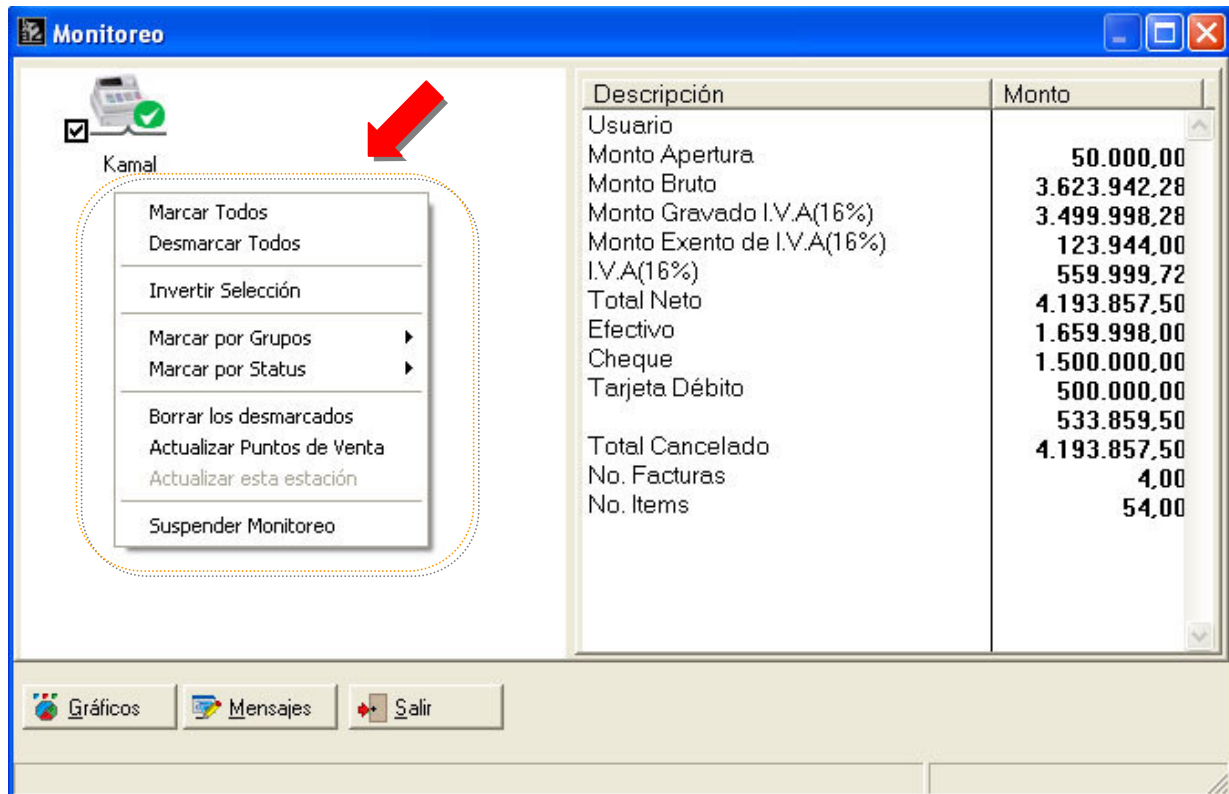 Monitoreo
Kamal
Marcar Todos
Desmarcar Todos
Invertir Selección
Marcar por Grupos
Marcar por Status
Borrar los desmarcados
Actualizar Puntos de Venta
Actualizar esta estación
Suspender Monitoreo
Descripción Monto
Usuario
Monto Apertura 50.000,00
Monto Bruto 3.623.942,28
Monto Gravado I.V.A(16%) 3.499.998,28
Monto Exento de I.V.A(16%) 123.944,00
I.V.A(16%) 559.999,72
Total Neto 4.193.857,50
Efectivo 1.659.998,00
Cheque 1.500.000,00
Tarjeta Débito 500.000,00
533.859,50
Total Cancelado 4.193.857,50
No. Facturas 4,00
No. Items 54,00
Gráficos Mensajes Salir